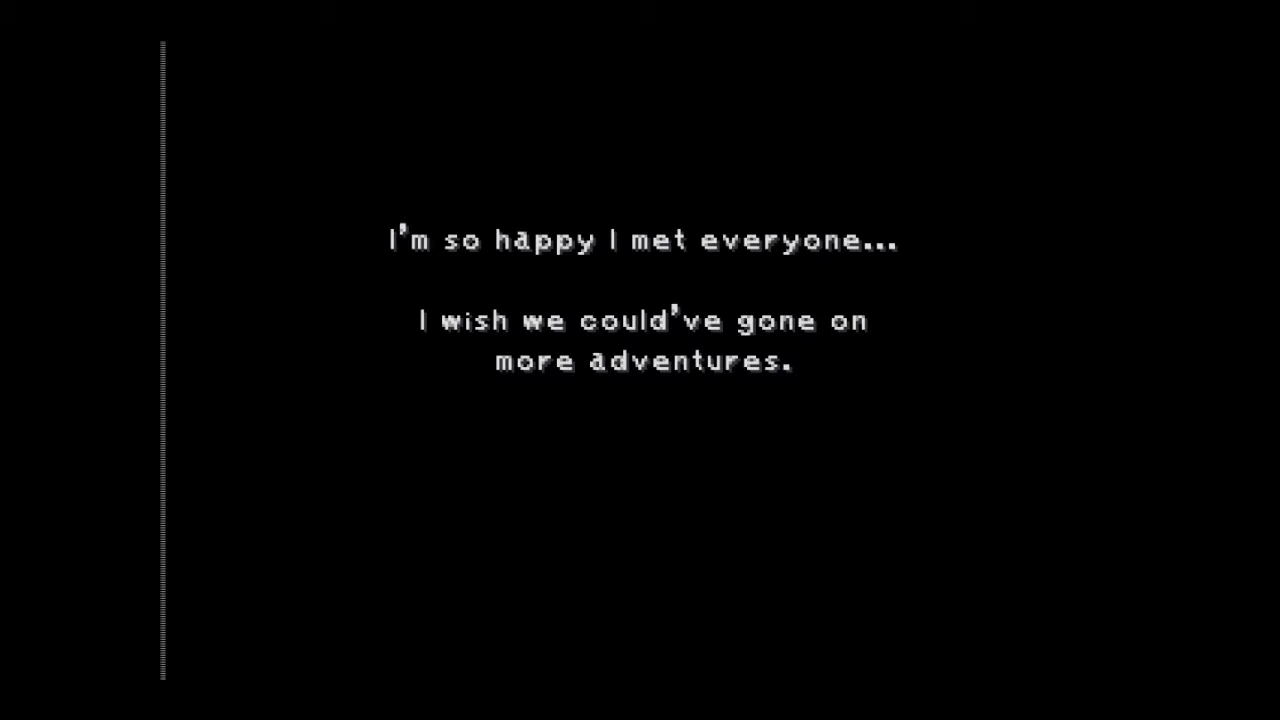 I'm so happy I met everyone...
I wish we could've gone on
more adventures.